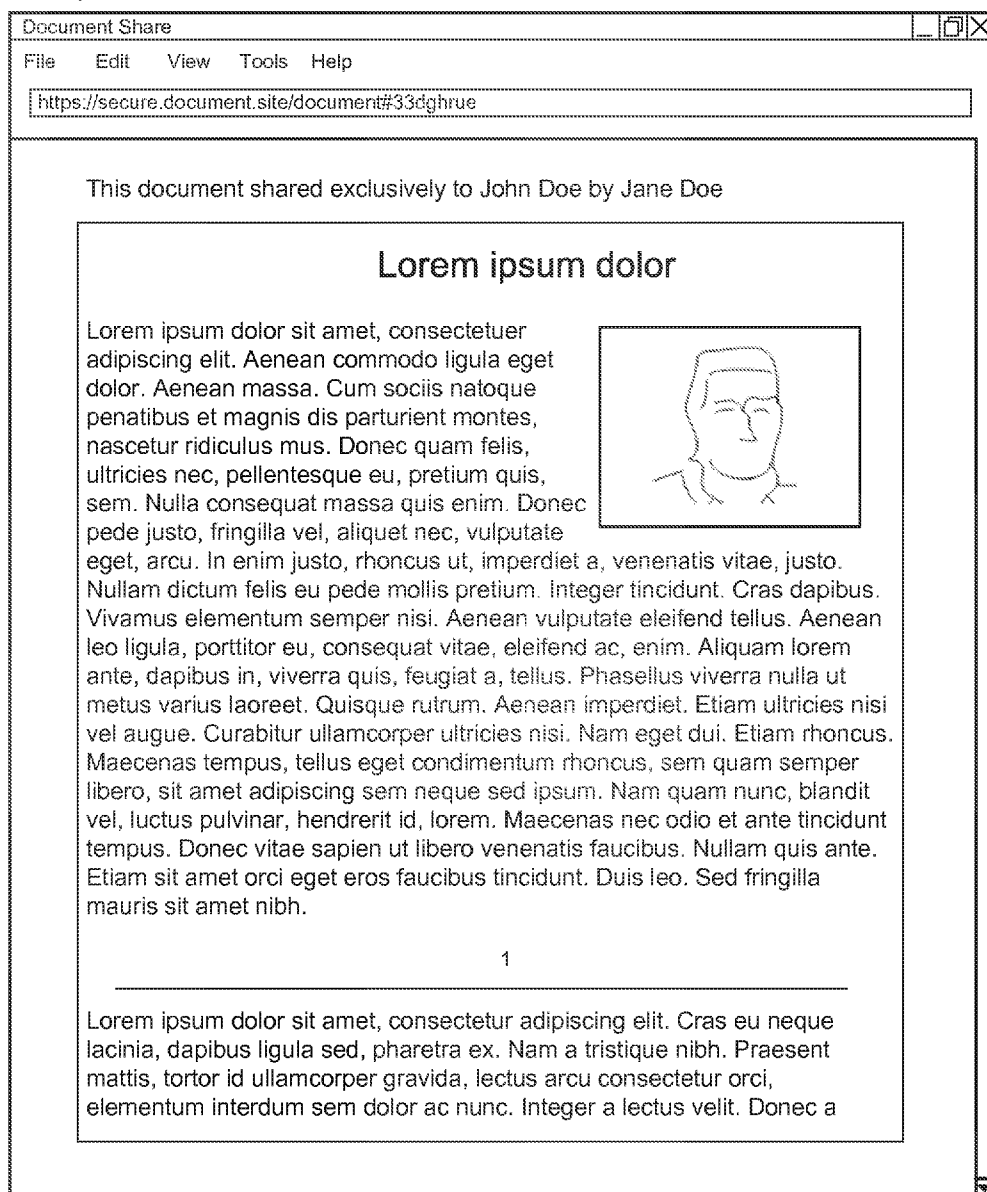 Document Share
File Edit View Tools Help
https://secure.document.site/document#33dghrue
This document shared exclusively to John Doe by Jane Doe
Lorem ipsum dolor
Lorem ipsum dolor sit amet, consectetuer
adipiscing elit. Aenean commodo ligula eget
dolor. Aenean massa. Cum sociis natoque
penatibus et magnis dis parturient montes,
nascetur ridiculus mus. Donec quam felis,
ultricies nec, pellentesque eu, pretium quis,
sem. Nulla consequat massa quis enim. Donec
pede justo, fringilla vel, aliquet nec, vulputate
eget, arcu. In enim justo, rhoncus ut, imperdiet a, venenatis vitae, justo.
Nullam dictum felis eu pede mollis pretium. Integer tincidunt. Cras dapibus.
Vivamus elementum semper nisi. Aenean vulputate eleifend tellus. Aenean
leo ligula, porttitor eu, consequat vitae, eleifend ac, enim. Aliquam lorem
ante, dapibus in, viverra quis, feugiat a, tellus. Phasellus viverra nulla ut
metus varius laoreet. Quisque rutrum. Aenean imperdiet. Etiam ultricies nisi
vel augue. Curabitur ullamcorper ultricies nisi. Nam eget dui. Etiam rhoncus.
Maecenas tempus, tellus eget condimentum rhoncus, sem quam semper
libero, sit amet adipiscing sem neque sed ipsum. Nam quam nunc, blandit
vel, luctus pulvinar, hendrerit id, lorem. Maecenas nec odio et ante tincidunt
tempus. Donec vitae sapien ut libero venenatis faucibus. Nullam quis ante.
Etiam sit amet orci eget eros faucibus tincidunt. Duis leo. Sed fringilla
mauris sit amet nibh.
1
Lorem ipsum dolor sit amet, consectetur adipiscing elit. Cras eu neque
lacinia, dapibus ligula sed, pharetra ex. Nam a tristique nibh. Praesent
mattis, tortor id ullamcorper gravida, lectus arcu consectetur orci,
elementum interdum sem dolor ac nunc. Integer a lectus velit. Donec a